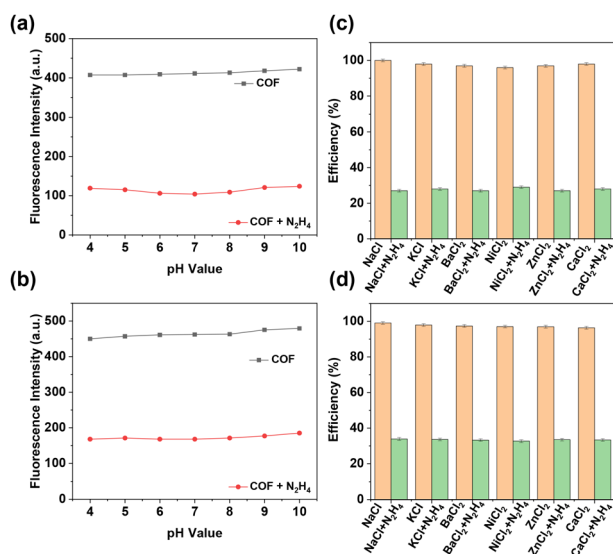 (a)
Fluorescence Intensity (a.u.)
500
400
300
200
100
0
COF
COF + N₂H₄
4 5 6 7 8 9 10
pH Value
(c)
Efficiency (%)
100
80
60
40
20
0
NaCl
NaCl+N₂H₄
KCl
KCl+N₂H₄
BaCl₂
BaCl₂+N₂H₄
NiCl₂
NiCl₂+N₂H₄
ZnCl₂
ZnCl₂+N₂H₄
CaCl₂
CaCl₂+N₂H₄
(b)
Fluorescence Intensity (a.u.)
500
400
300
200
100
0
COF
COF + N₂H₄
4 5 6 7 8 9 10
pH Value
(d)
Efficiency (%)
120
100
80
60
40
20
0
NaCl
NaCl+N₂H₄
KCl
KCl+N₂H₄
BaCl₂
BaCl₂+N₂H₄
NiCl₂
NiCl₂+N₂H₄
ZnCl₂
ZnCl₂+N₂H₄
CaCl₂
CaCl₂+N₂H₄